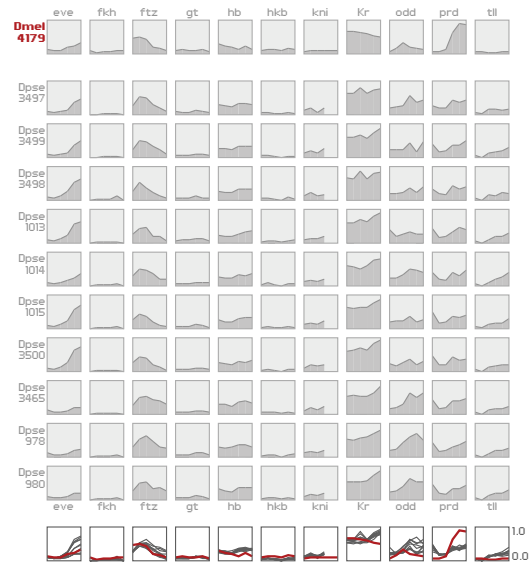 eve fkh ftz gt hb hkb kni Kr odd prd tll
Dmel
4179
Dpse
3497
Dpse
3499
Dpse
3498
Dpse
1013
Dpse
1014
Dpse
1015
Dpse
3500
Dpse
3465
Dpse
978
Dpse
980
eve fkh ftz gt hb hkb kni Kr odd prd tll
1.0
0.0